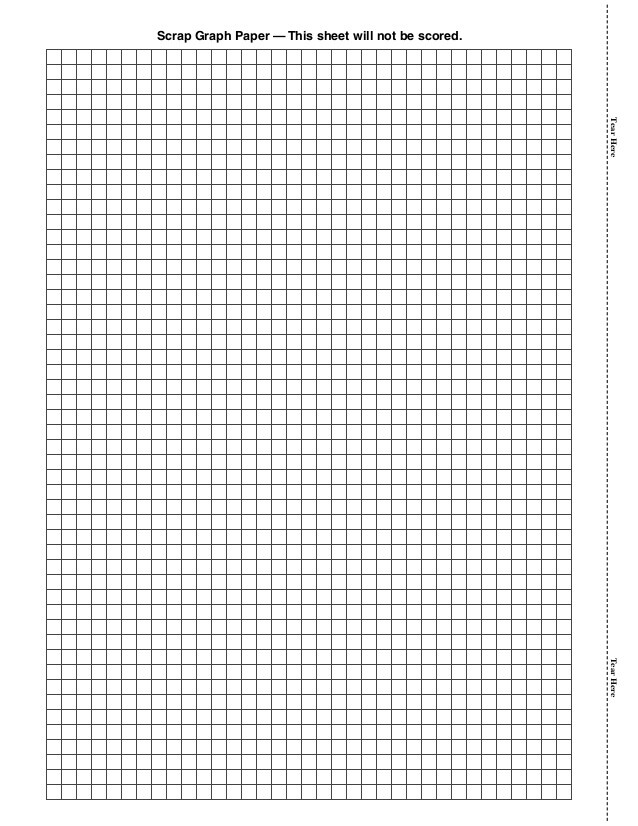 Scrap Graph Paper — This sheet will not be scored.
Tear Here
Tear Here